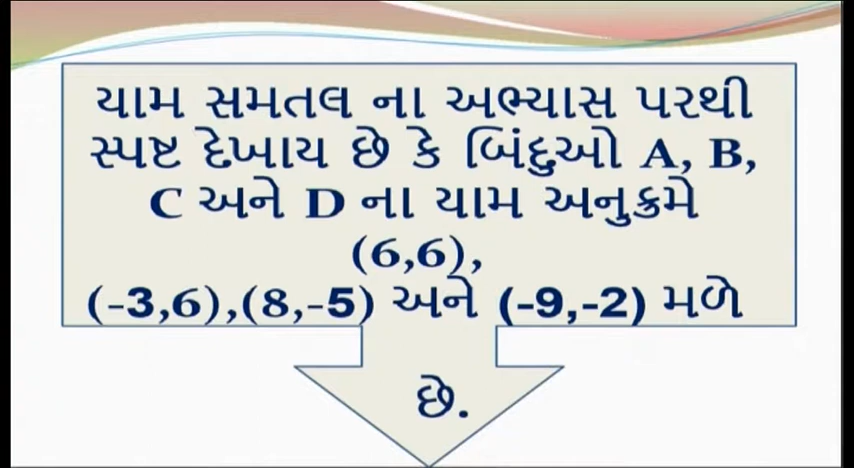 યામ સમતલ ના અભ્યાસ પરથી
સ્પષ્ટ દેખાય છે કે બિંદુઓ A, B,
C અને D ના યામ અનુક્રમે
(6,6),
(-3,6),(8,-5) અને (-9,-2) મળે
છે.